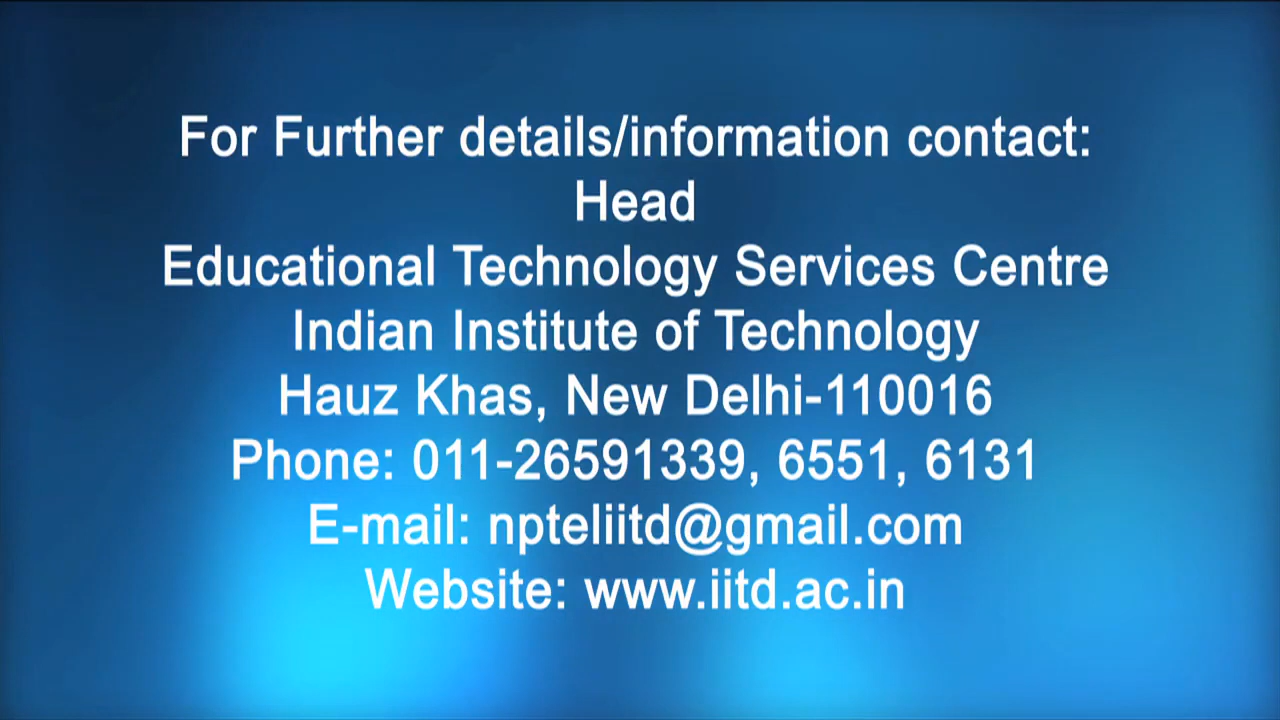 For Further details/information contact:
Head
Educational Technology Services Centre
Indian Institute of Technology
Hauz Khas, New Delhi-110016
Phone: 011-26591339, 6551, 6131
E-mail: npteliitd@gmail.com
Website: www.iitd.ac.in